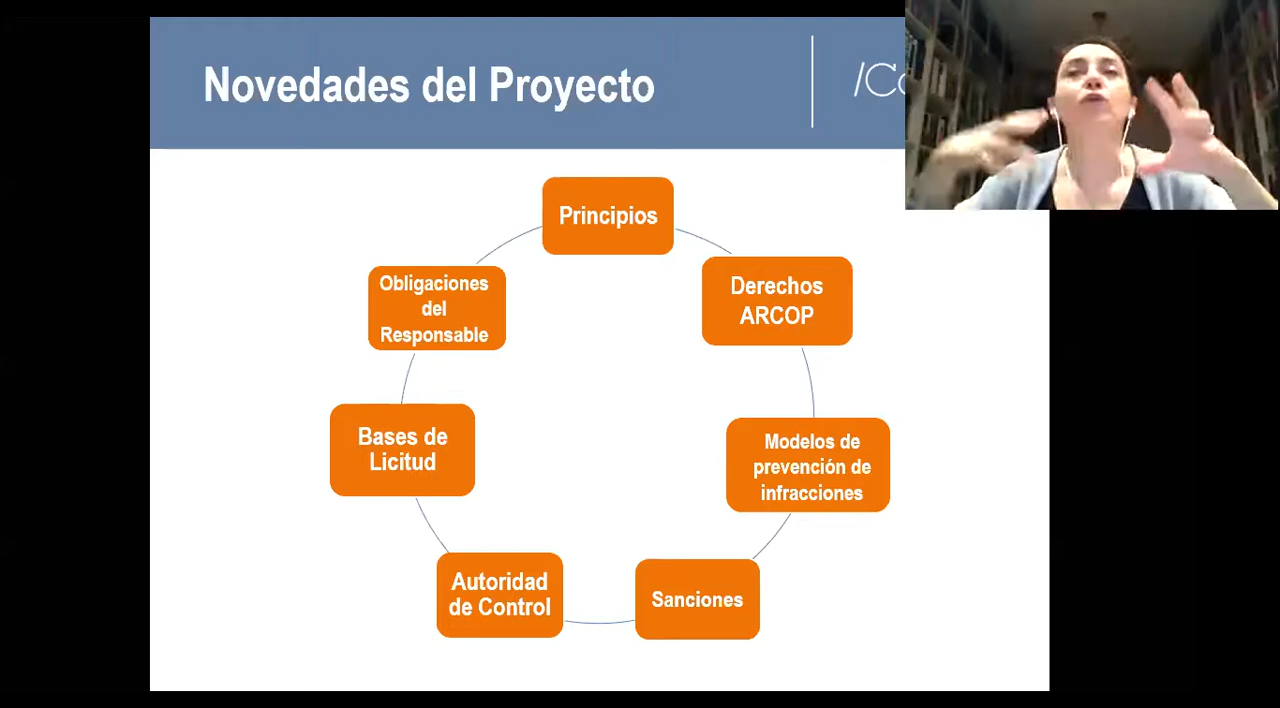 Novedades del Proyecto
Principios
Derechos
ARCOP
Modelos de
prevención de
infracciones
Sanciones
Autoridad
de Control
Bases de
Licitud
Obligaciones
del
Responsable